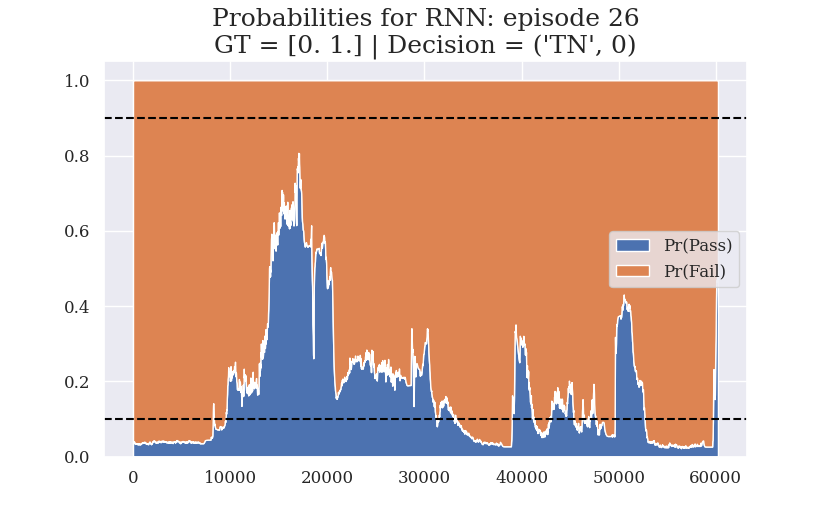 Probabilities for RNN: episode 26
GT = [0. 1.] | Decision = ('TN', 0)
1.0
0.8
0.6
0.4
0.2
0.0
Pr(Pass)
Pr(Fail)
0 10000 20000 30000 40000 50000 60000